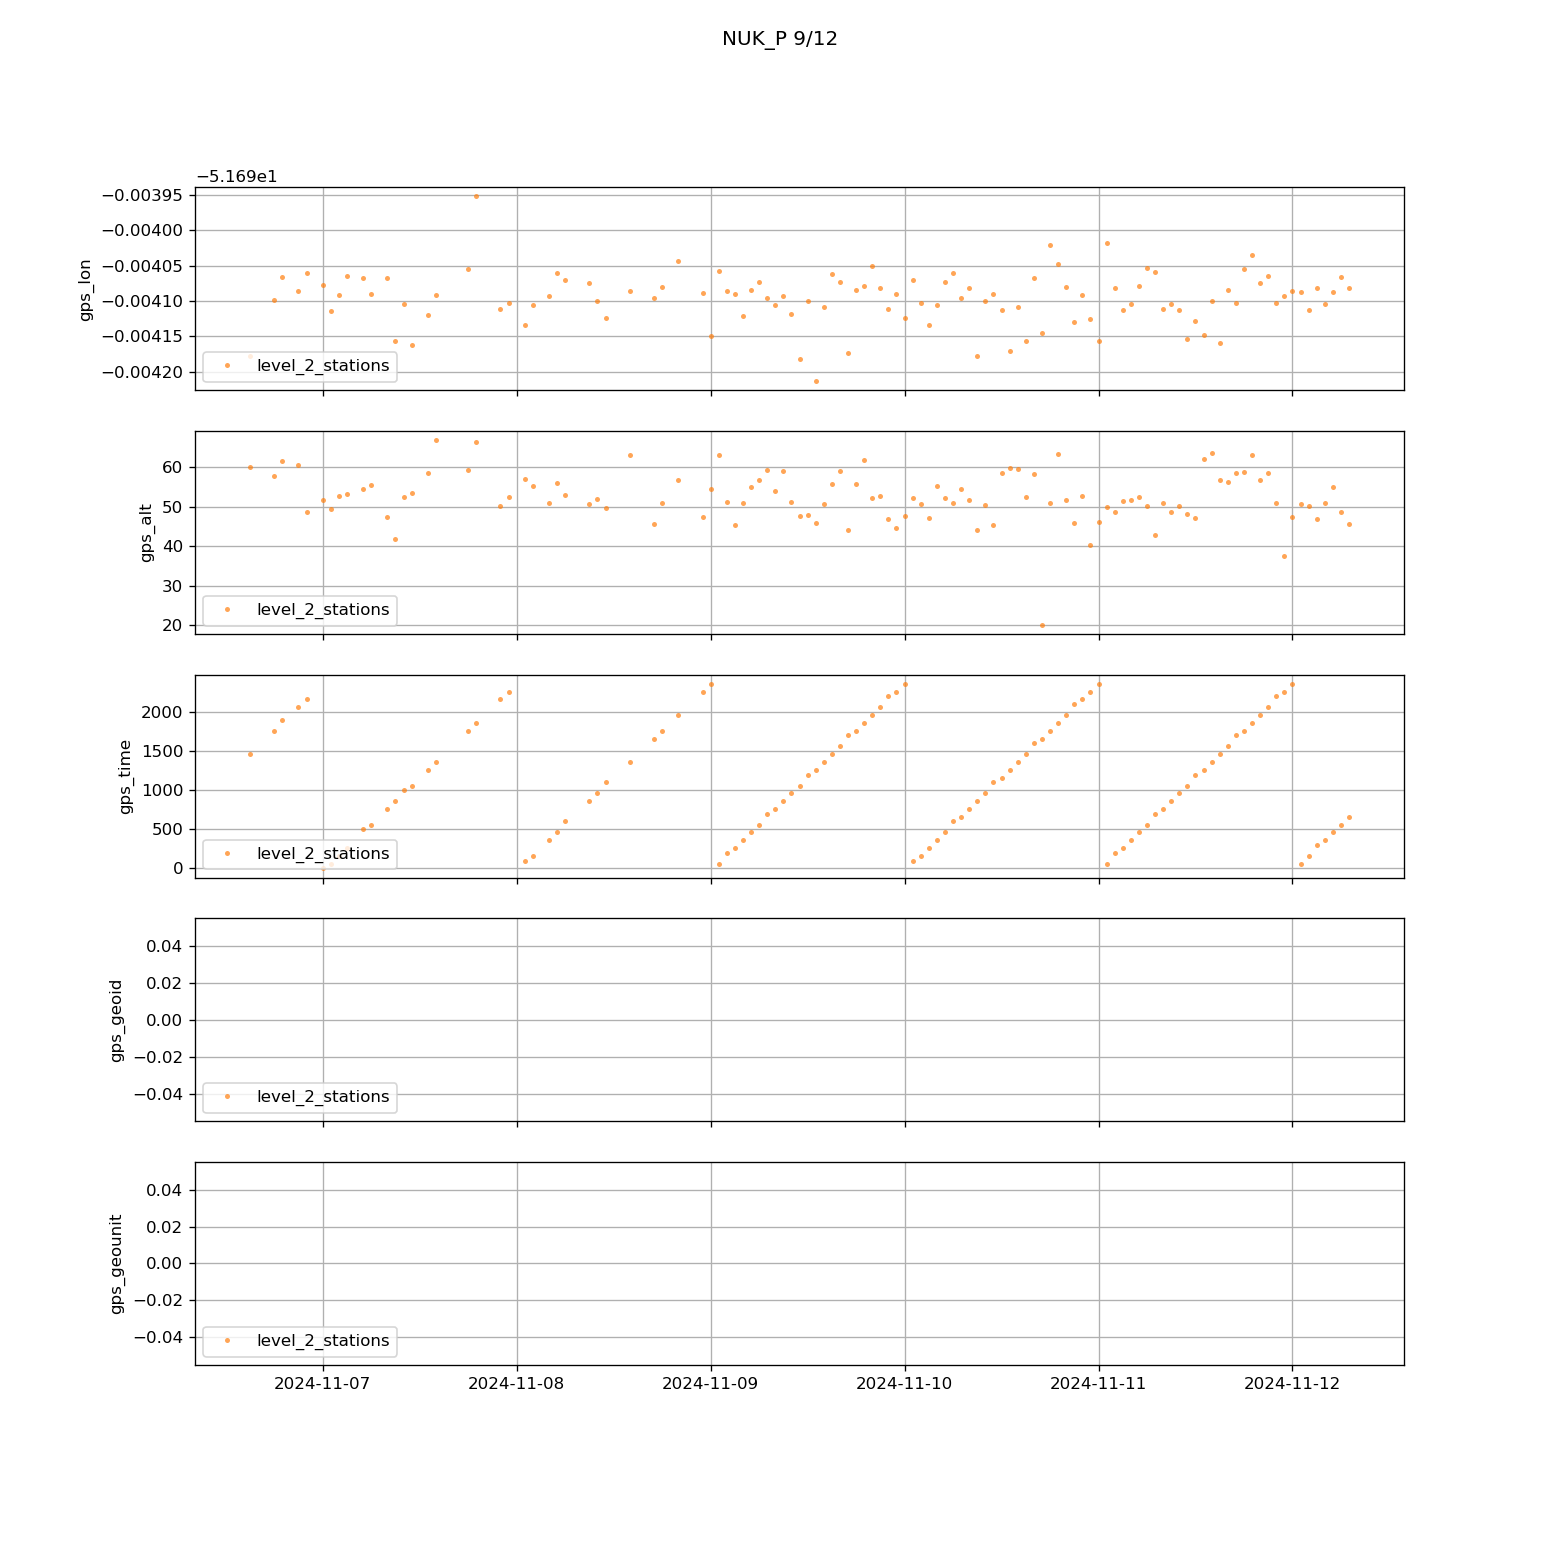 NUK_P 9/12
−5.169e1
−0.00395
−0.00400
−0.00405
−0.00410
−0.00415
−0.00420
gps_lon
level_2_stations
60
50
40
30
20
gps_alt
level_2_stations
2000
1500
1000
500
0
gps_time
level_2_stations
0.04
0.02
0.00
−0.02
−0.04
gps_geoid
level_2_stations
0.04
0.02
0.00
−0.02
−0.04
gps_geounit
level_2_stations
2024-11-07 2024-11-08 2024-11-09 2024-11-10 2024-11-11 2024-11-12